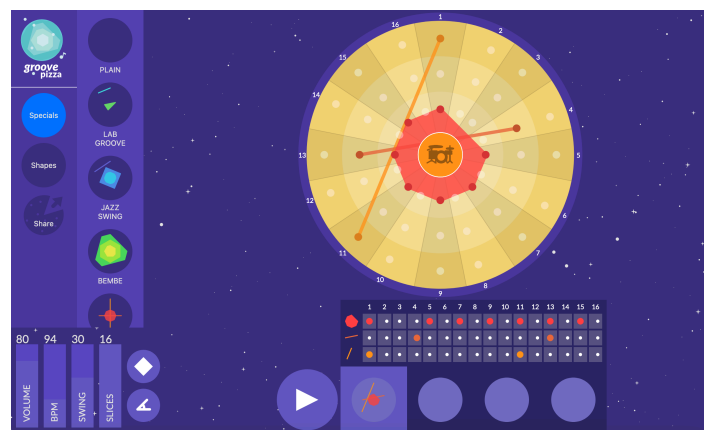 groove
pizza
Specials
Shapes
Share
PLAIN
LAB
GROOVE
JAZZ
SWING
BEMBE
80 94 30 16
VOLUME
BPM
SWING
SLICES
1
2
3
4
5
6
7
8
9
10
11
12
13
14
15
16
1 2 3 4 5 6 7 8 9 10 11 12 13 14 15 16